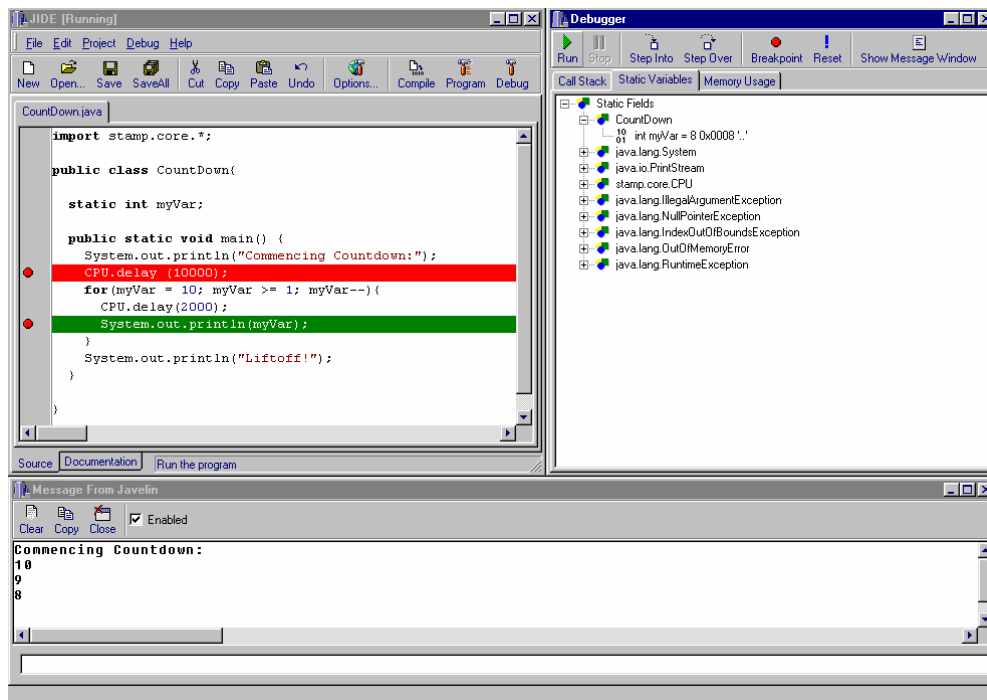 JIDE [Running]
File Edit Project Debug Help
New Open... Save SaveAll Cut Copy Paste Undo Options... Compile Program Debug
CountDown.java
import stamp.core.*;
public class CountDown{
static int myVar;
public static void main() {
System.out.println("Commencing Countdown:");
CPU.delay (10000);
for(myVar = 10; myVar >= 1; myVar--){
CPU.delay(2000);
System.out.println(myVar);
}
System.out.println("Liftoff!");
}
}
Source Documentation Run the program
Debugger
Run Stop Step Into Step Over Breakpoint Reset Show Message Window
Call Stack Static Variables Memory Usage
Static Fields
CountDown
10
01 int myVar = 8 0x0008 '..'
java.lang.System
java.io.PrintStream
stamp.core.CPU
java.lang.IllegalArgumentException
java.lang.NullPointerException
java.lang.IndexOutOfBoundsException
java.lang.OutOfMemoryError
java.lang.RuntimeException
Message From Javelin
Clear Copy Close Enabled
Commencing Countdown:
10
9
8